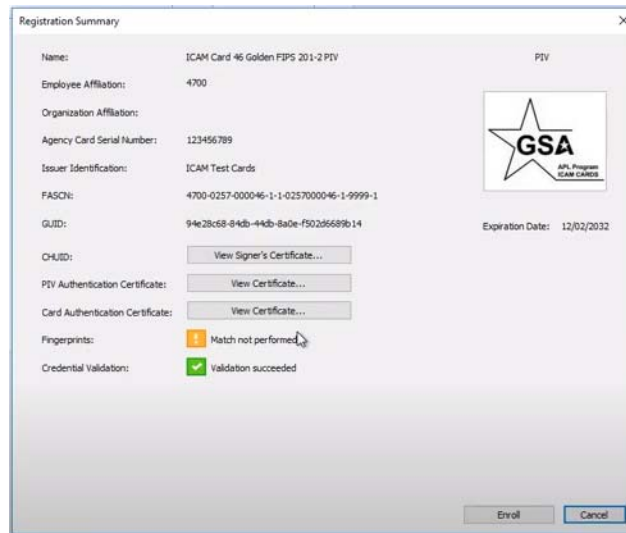 Registration Summary
Name: ICAM Card 46 Golden FIPS 201-2 PIV PIV
Employee Affiliation: 4700
Organization Affiliation:
Agency Card Serial Number: 123456789
Issuer Identification: ICAM Test Cards
GSA
APL Program
ICAM CARDS
FASCN: 4700-0257-000046-1-1-0257000046-1-9999-1
GUID: 94e28c68-84db-44db-8a0e-f502d6689b14
Expiration Date: 12/02/2032
CHUID: View Signer's Certificate...
PIV Authentication Certificate: View Certificate...
Card Authentication Certificate: View Certificate...
Fingerprints: Match not performed
Credential Validation: Validation succeeded
Enroll Cancel